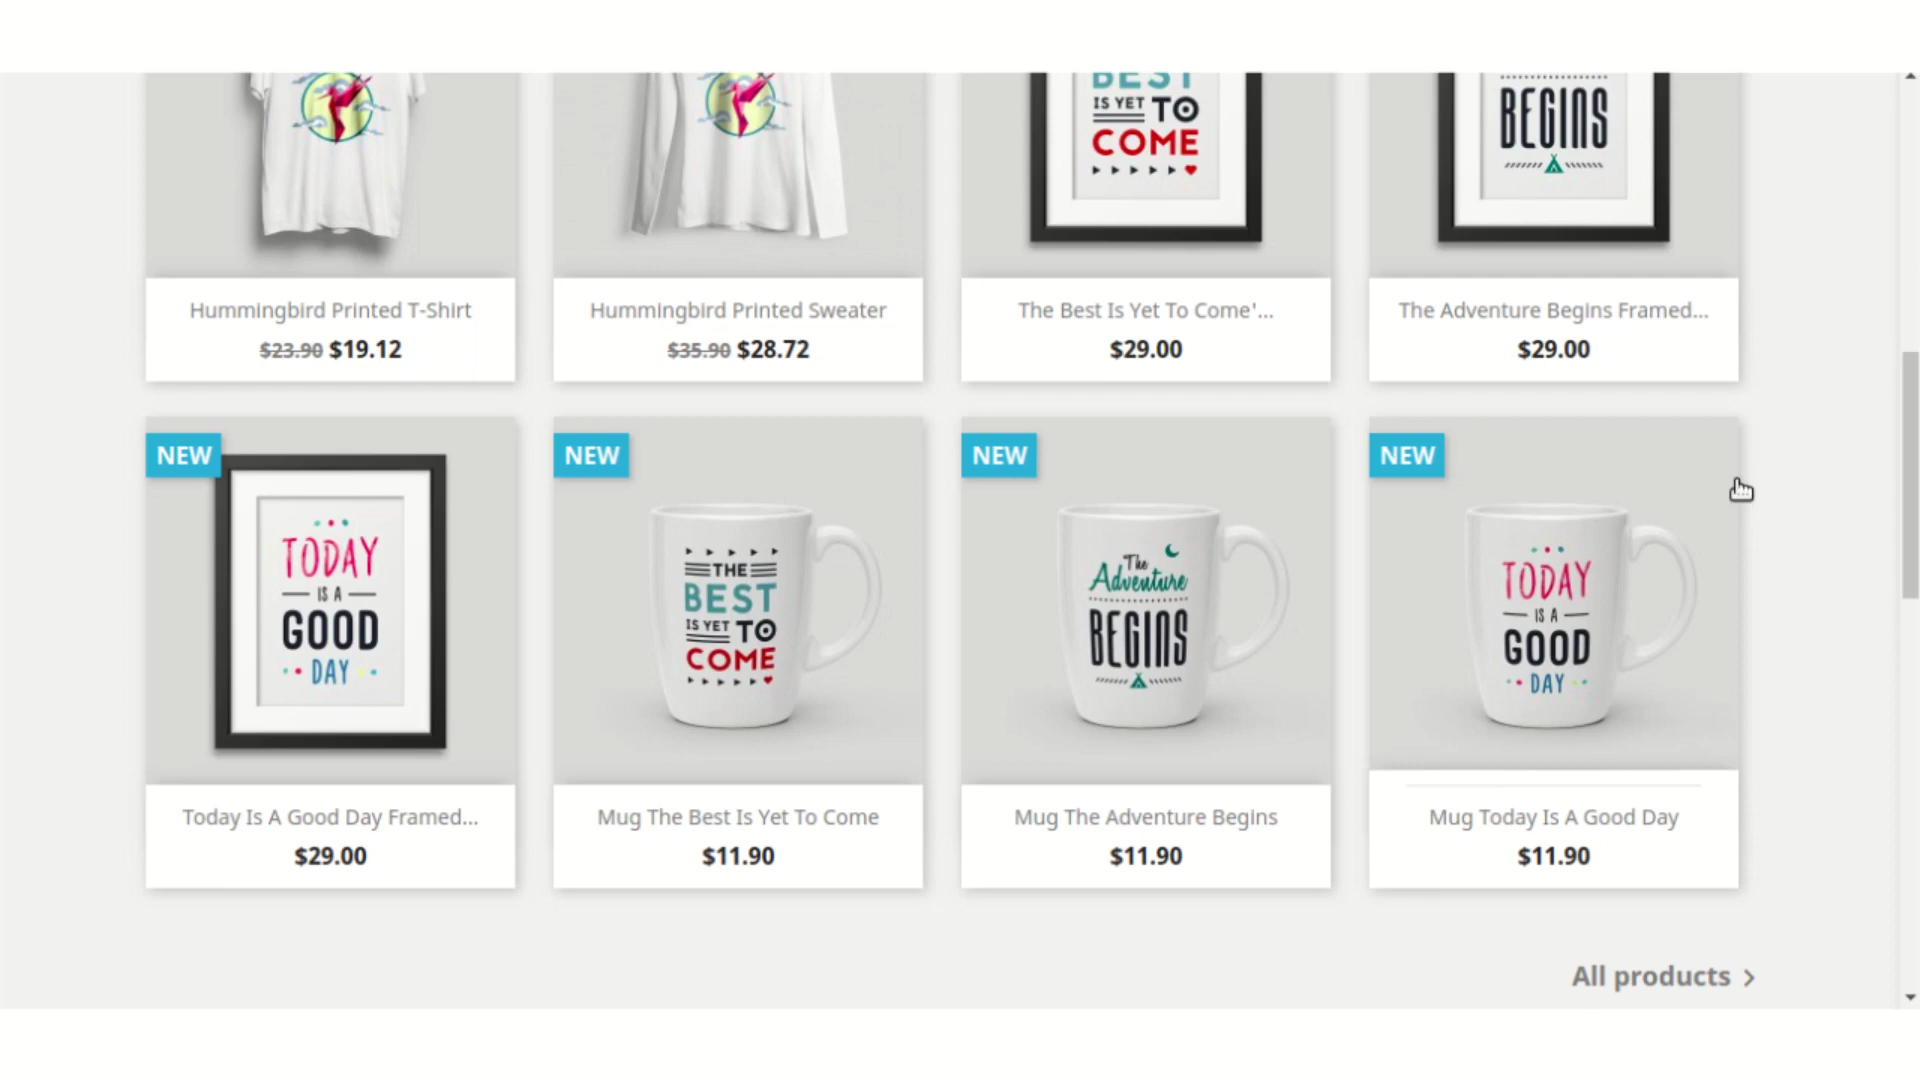 BEST
IS YET TO
COME
BEGINS
Hummingbird Printed T-Shirt
$23.90 $19.12
Hummingbird Printed Sweater
$35.90 $28.72
The Best Is Yet To Come'...
$29.00
The Adventure Begins Framed...
$29.00
NEW
TODAY
IS A
GOOD
DAY
Today Is A Good Day Framed...
$29.00
NEW
THE
BEST
IS YET TO
COME
Mug The Best Is Yet To Come
$11.90
NEW
The
Adventure
BEGINS
Mug The Adventure Begins
$11.90
NEW
TODAY
IS A
GOOD
DAY
Mug Today Is A Good Day
$11.90
All products